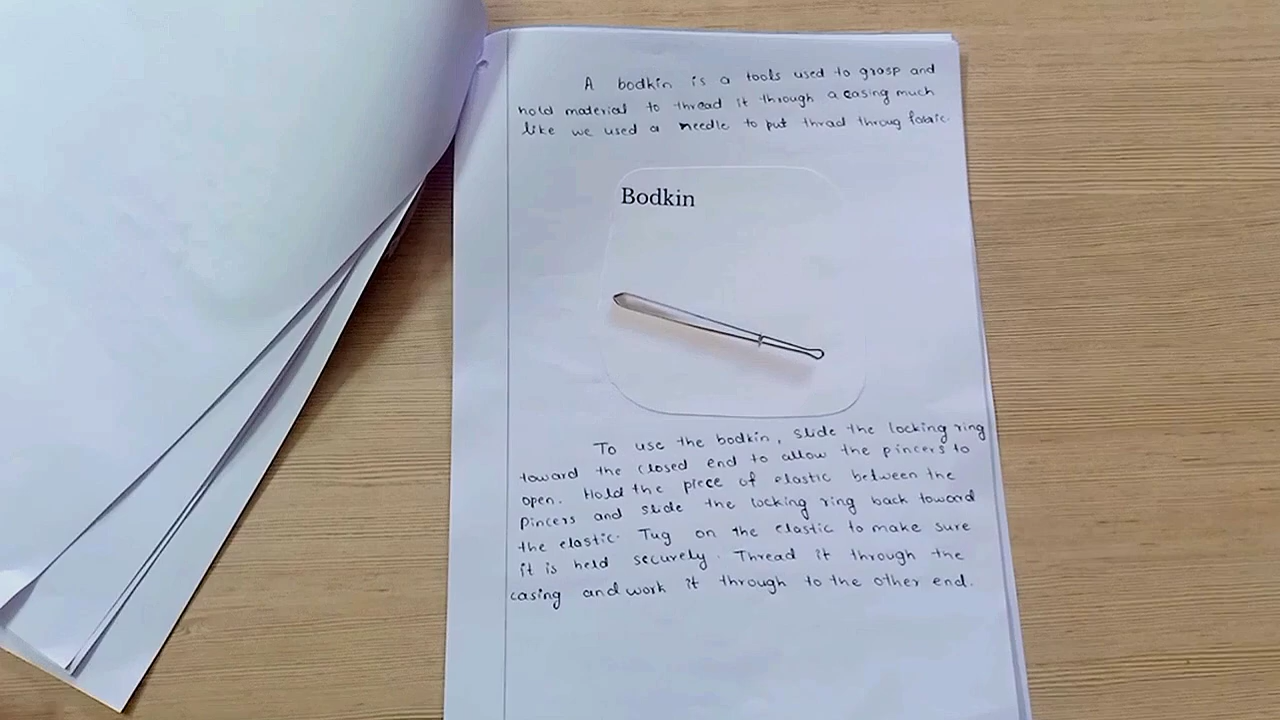 A bodkin is a tools used to grasp and
hold material to thread it through a casing much
like we used a needle to put thrad throug fabric.
Bodkin
To use the bodkin, slide the locking ring
toward the closed end to allow the pincers to
open. Hold the piece of elastic between the
pincers and slide the locking ring back toward
the elastic. Tug on the elastic to make sure
it is held securely. Thread it through the
casing and work it through to the other end.